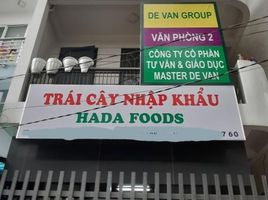 DE VAN GROUP
VĂN PHÒNG 2
CÔNG TY CỔ PHẦN
TƯ VẤN & GIÁO DỤC
MASTER DE VAN
TRÁI CÂY NHẬP KHẨU
HADA FOODS
760